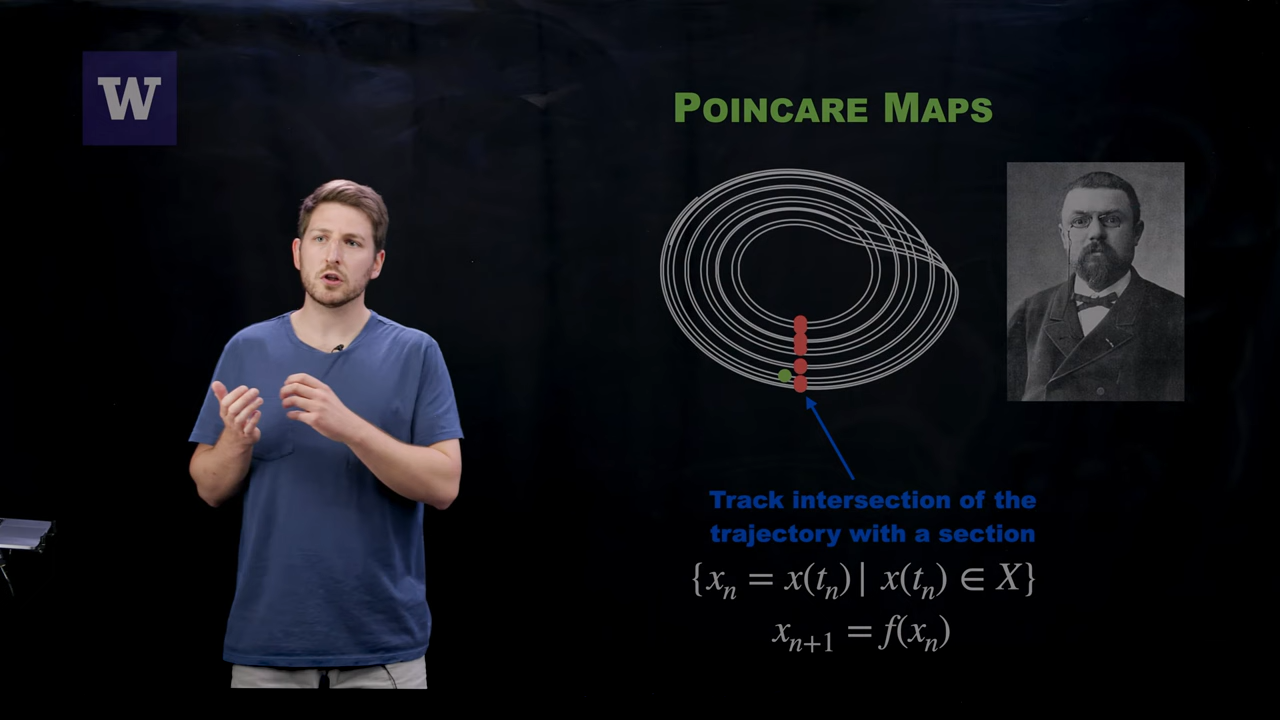 W
POINCARE MAPS
Track intersection of the
trajectory with a section
{xₙ = x(tₙ) | x(tₙ) ∈ X}
xₙ₊₁ = f(xₙ)